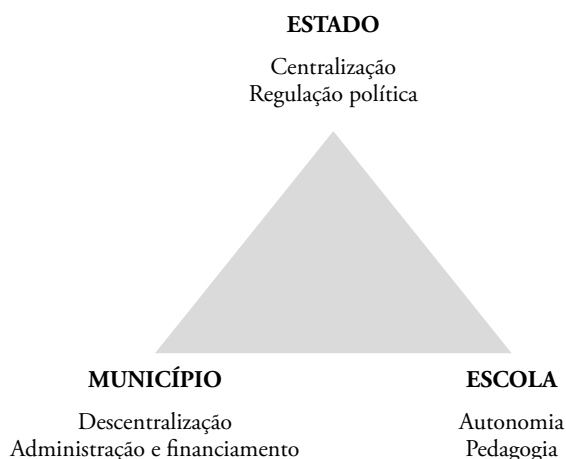 ESTADO
Centralização
Regulação política
MUNICÍPIO
Descentralização
Administração e financiamento
ESCOLA
Autonomia
Pedagogia